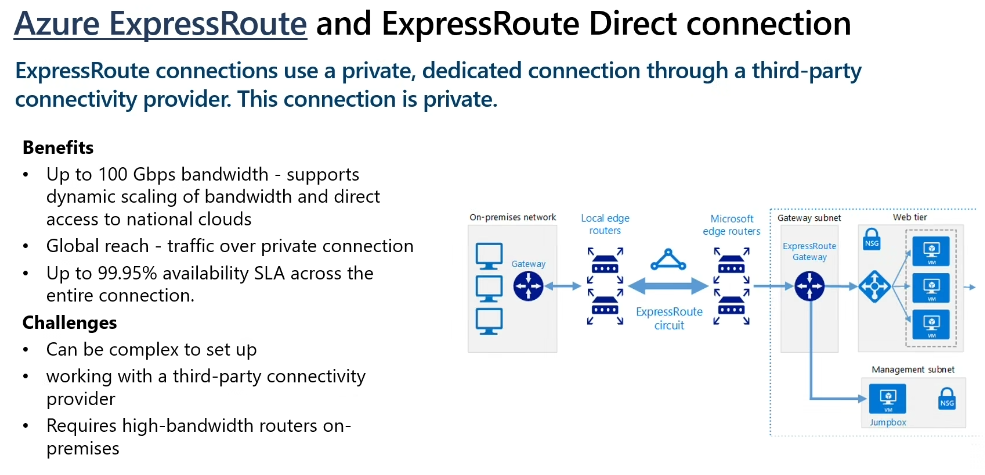 Azure ExpressRoute and ExpressRoute Direct connection
ExpressRoute connections use a private, dedicated connection through a third-party
connectivity provider. This connection is private.
Benefits
• Up to 100 Gbps bandwidth - supports
dynamic scaling of bandwidth and direct
access to national clouds
• Global reach - traffic over private connection
• Up to 99.95% availability SLA across the
entire connection.
Challenges
• Can be complex to set up
• working with a third-party connectivity
provider
• Requires high-bandwidth routers on-
premises
On-premises network
Gateway
Local edge
routers
ExpressRoute
circuit
Microsoft
edge routers
Gateway subnet
ExpressRoute
Gateway
Web tier
NSG
VM
VM
VM
Management subnet
VM
Jumpbox
NSG